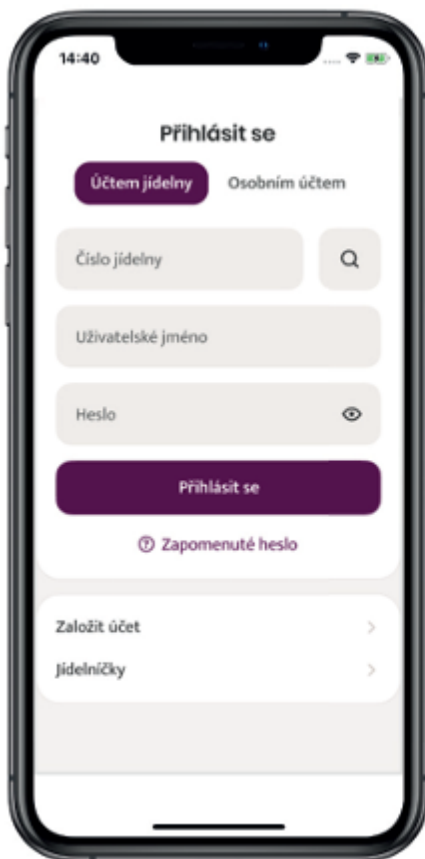 14:40
Přihlásit se
Účtem jídelny Osobním účtem
Číslo jídelny
Uživatelské jméno
Heslo
Přihlásit se
Zapomenuté heslo
Založit účet
Jídelníčky